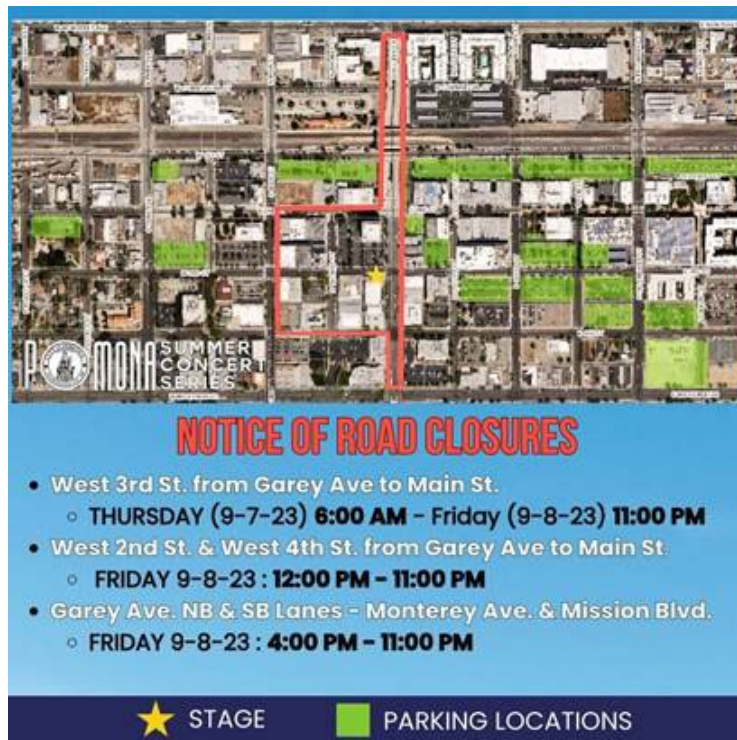 POMONA SUMMER
CONCERT
SERIES
NOTICE OF ROAD CLOSURES
• West 3rd St. from Garey Ave to Main St.
○ THURSDAY (9-7-23) 6:00 AM - Friday (9-8-23) 11:00 PM
• West 2nd St. & West 4th St. from Garey Ave to Main St.
○ FRIDAY 9-8-23 : 12:00 PM - 11:00 PM
• Garey Ave. NB & SB Lanes - Monterey Ave. & Mission Blvd.
○ FRIDAY 9-8-23 : 4:00 PM - 11:00 PM
STAGE
PARKING LOCATIONS